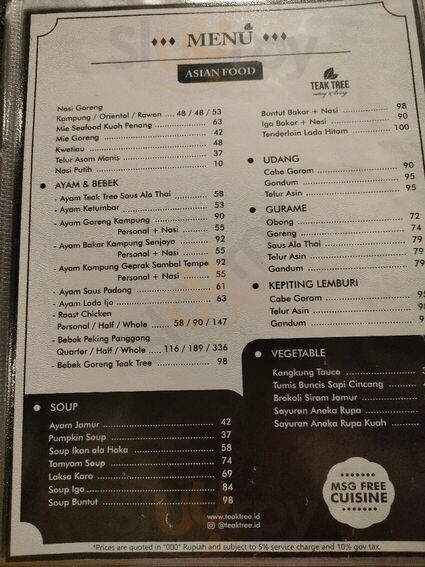 MENU
ASIAN FOOD
TEAK TREE
eating & living
Nasi Goreng
Kampung / Oriental / Rawon .... 48 / 48 / 53
Mie Seafood Kuah Penang 63
Mie Goreng 42
Kwetiau 48
Telur Asam Manis 37
Nasi Putih 10
AYAM & BEBEK
- Ayam Teak Tree Saus Ala Thai 58
- Ayam Ketumbar 53
- Ayam Goreng Kampung 90
Personal + Nasi 55
- Ayam Bakar Kampung Senjoyo 92
Personal + Nasi 55
- Ayam Kampung Geprak Sambal Tempe 92
Personal + Nasi 55
- Ayam Saus Padang 61
- Ayam Lado Ijo 63
- Roast Chicken
Personal / Half / Whole 58 / 90 / 147
- Bebek Peking Panggang
Quarter / Half / Whole 116 / 189 / 336
- Bebek Goreng Teak Tree 98
SOUP
Ayam Jamur 42
Pumpkin Soup 37
Soup Ikan ala Haka 58
Tomyam Soup 74
Laksa Karo 69
Soup Iga 84
Soup Buntut 98
Buntut Bakar + Nasi 98
Iga Bakar + Nasi 90
Tenderloin Lada Hitam 100
UDANG
Cabe Garam 90
Gandum 95
Telur Asin 95
GURAME
Obong 72
Goreng 74
Saus Ala Thai 79
Telur Asin 79
Gandum 79
KEPITING LEMBURI
Cabe Garam 95
Telur Asin
Gandum
VEGETABLE
Kangkung Tauco
Tumis Buncis Sapi Cincang
Brokoli Siram Jamur
Sayuran Aneka Rupa
Sayuran Aneka Rupa Kuah
MSG FREE
CUISINE
www.teaktree.id
@teaktree.id
*Prices are quoted in "000" Rupiah and subject to 5% service charge and 10% gov tax.